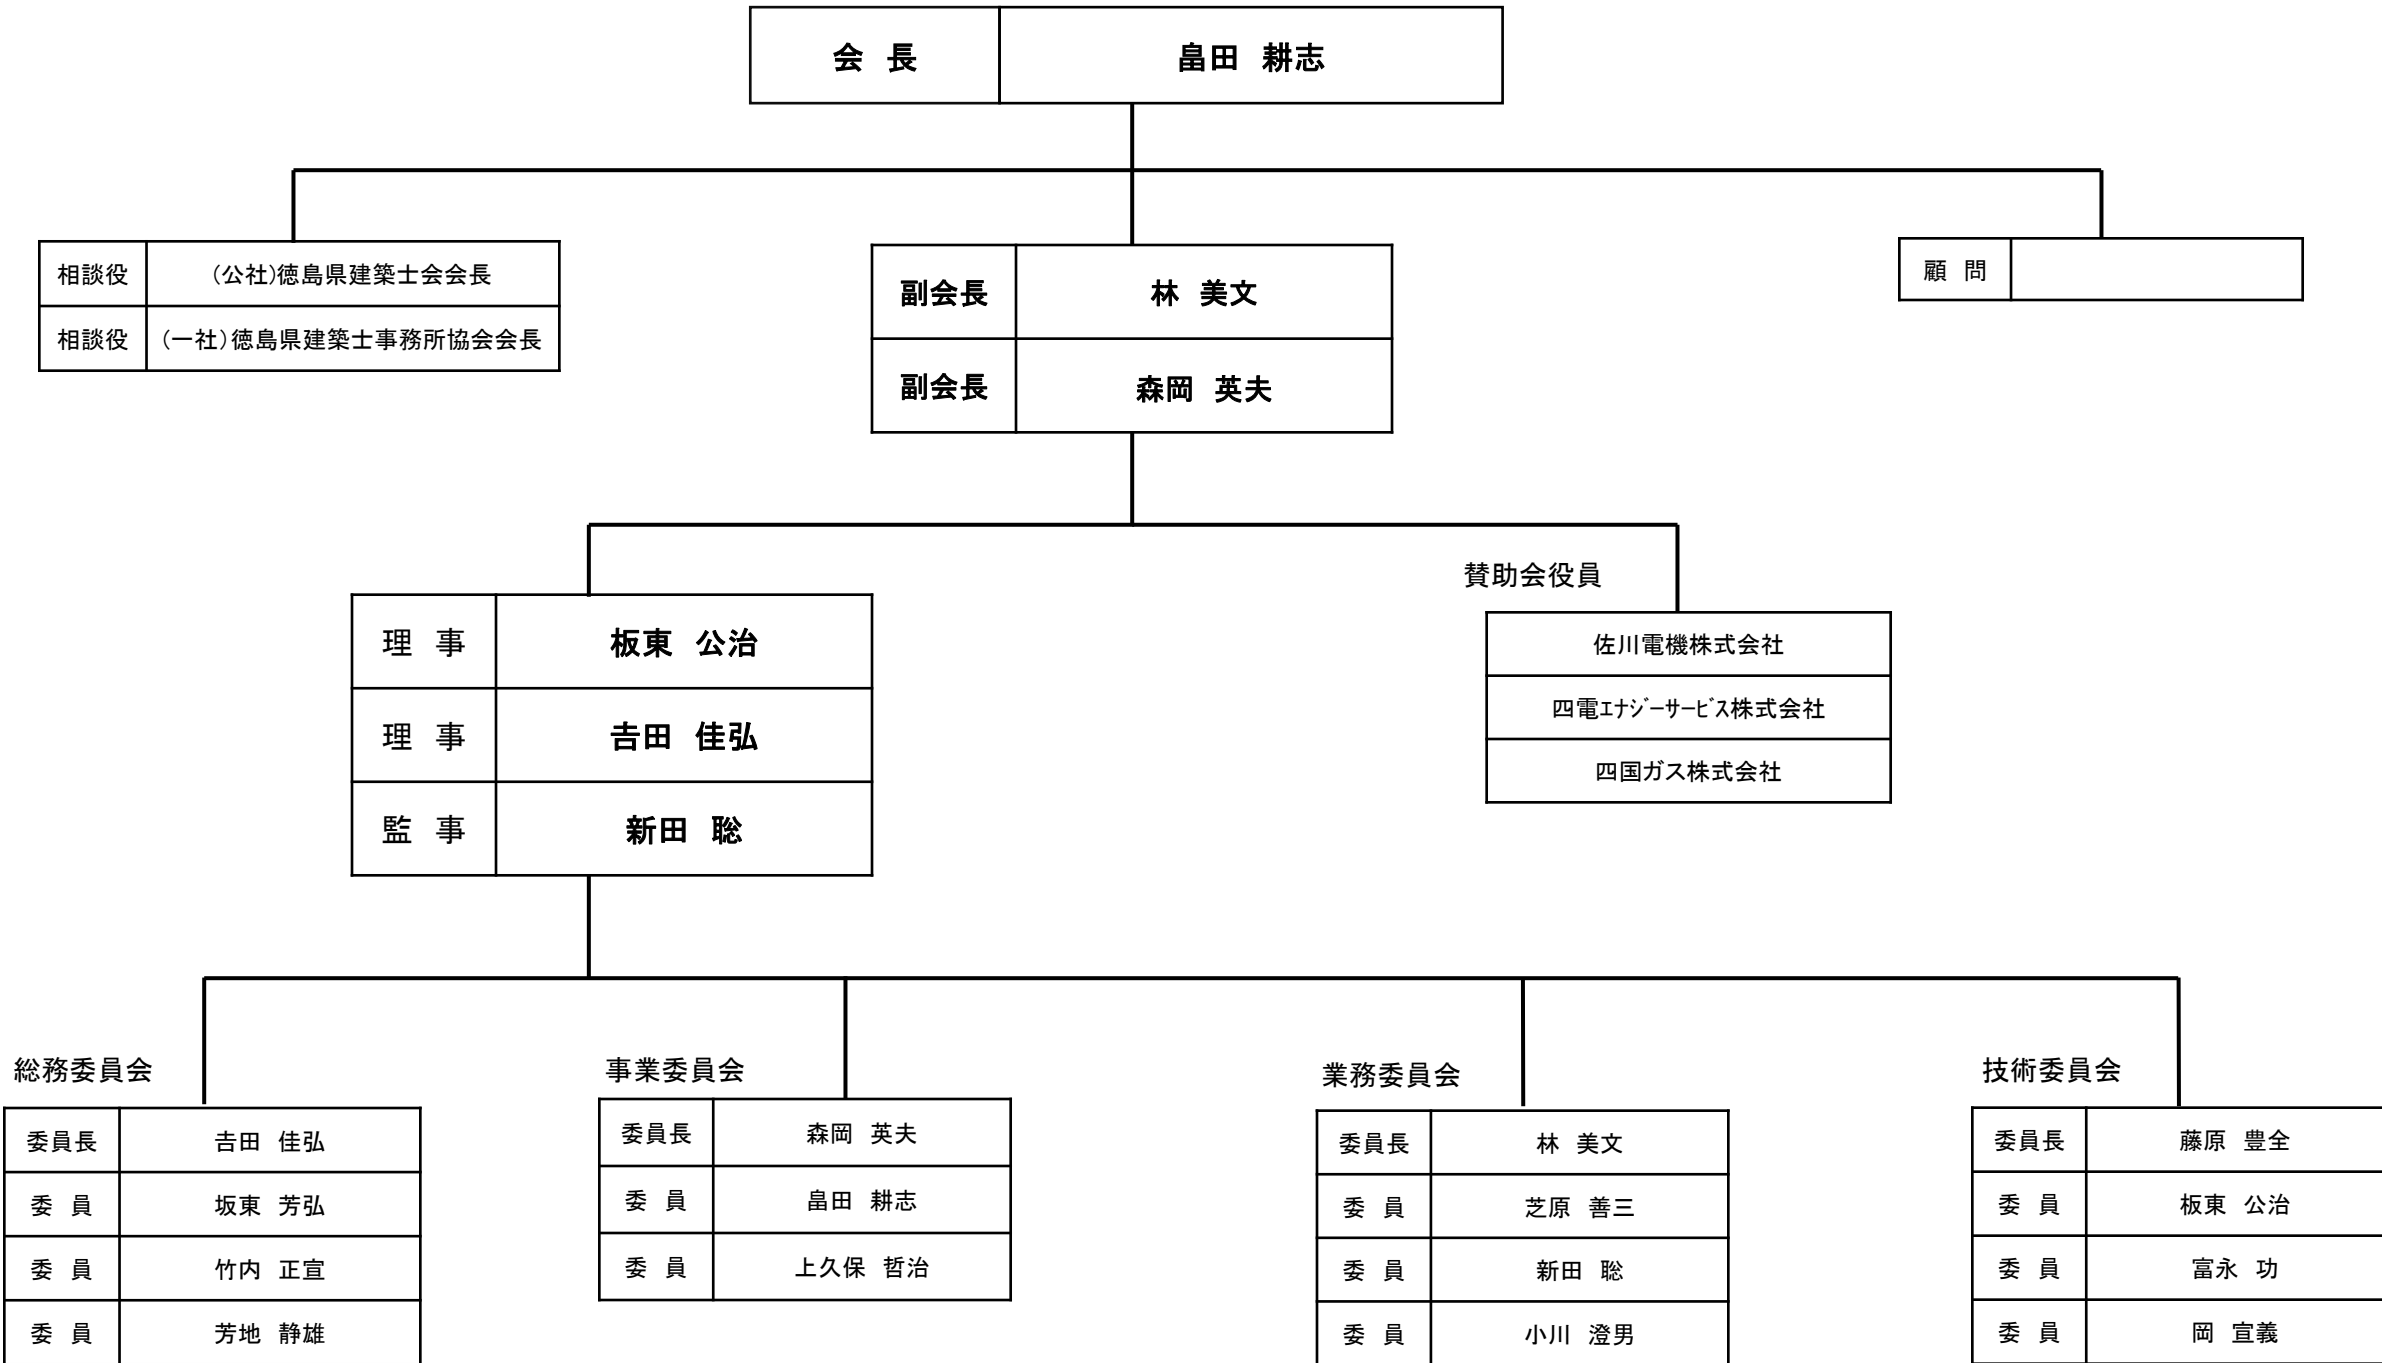 会 長 畠田 耕志
相談役 (公社)徳島県建築士会会長
相談役 (一社)徳島県建築士事務所協会会長
副会長 林 美文
副会長 森岡 英夫
顧 問
賛助会役員
理 事 板東 公治
理 事 吉田 佳弘
監 事 新田 聡
佐川電機株式会社
四電ｴﾅｼﾞｰｻｰﾋﾞｽ株式会社
四国ガス株式会社
総務委員会
委員長 吉田 佳弘
委 員 坂東 芳弘
委 員 竹内 正宣
委 員 芳地 静雄
事業委員会
委員長 森岡 英夫
委 員 畠田 耕志
委 員 上久保 哲治
業務委員会
委員長 林 美文
委 員 芝原 善三
委 員 新田 聡
委 員 小川 澄男
技術委員会
委員長 藤原 豊全
委 員 板東 公治
委 員 富永 功
委 員 岡 宣義